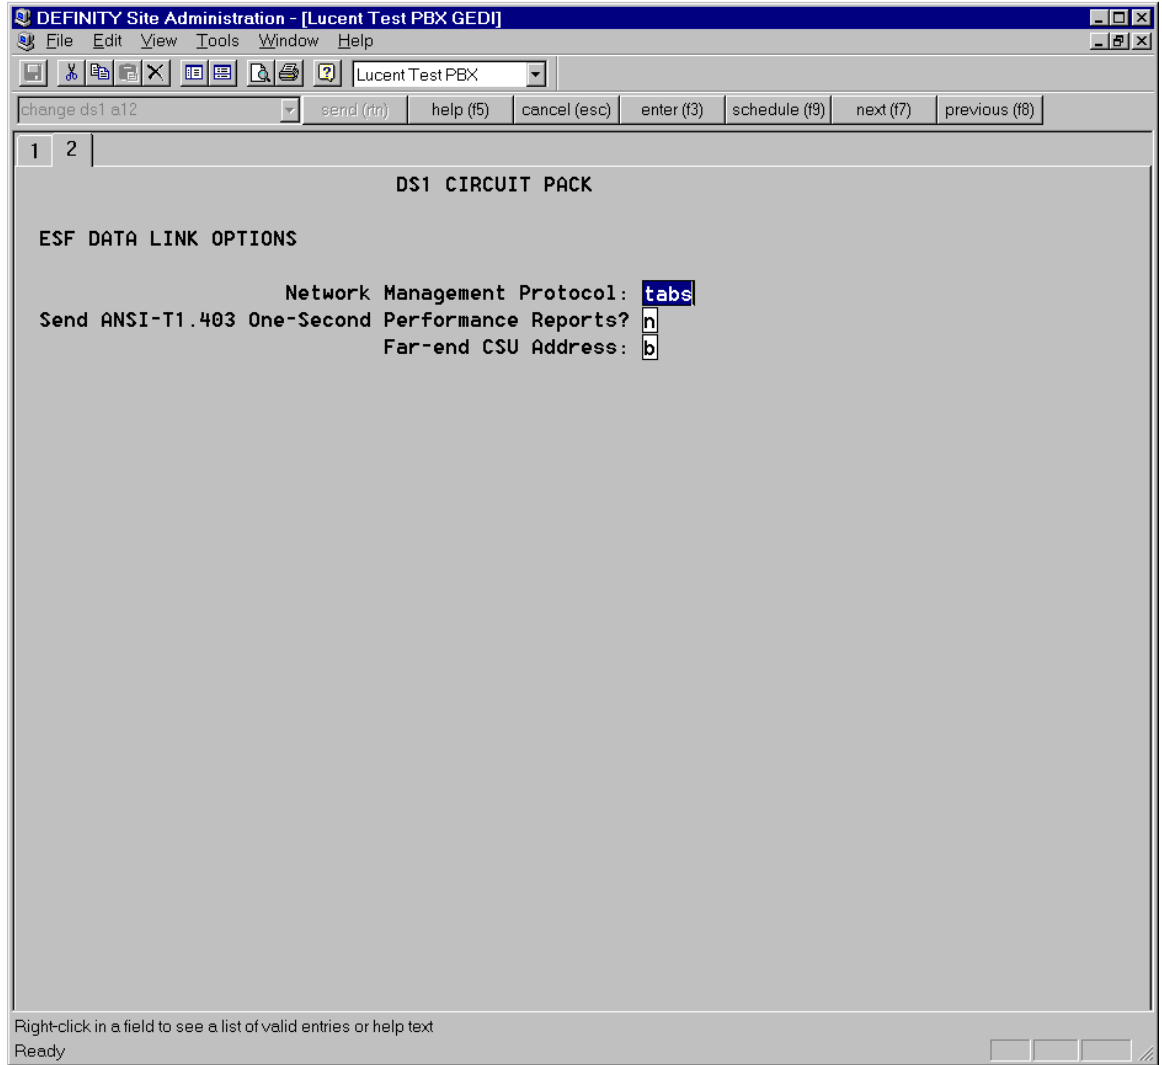 DEFINITY Site Administration - [Lucent Test PBX GEDI]
File Edit View Tools Window Help
Lucent Test PBX
change ds1 a12 send (rtn) help (f5) cancel (esc) enter (f3) schedule (f9) next (f7) previous (f8)
1 2
DS1 CIRCUIT PACK
ESF DATA LINK OPTIONS
Network Management Protocol: tabs
Send ANSI-T1.403 One-Second Performance Reports? n
Far-end CSU Address: b
Right-click in a field to see a list of valid entries or help text
Ready